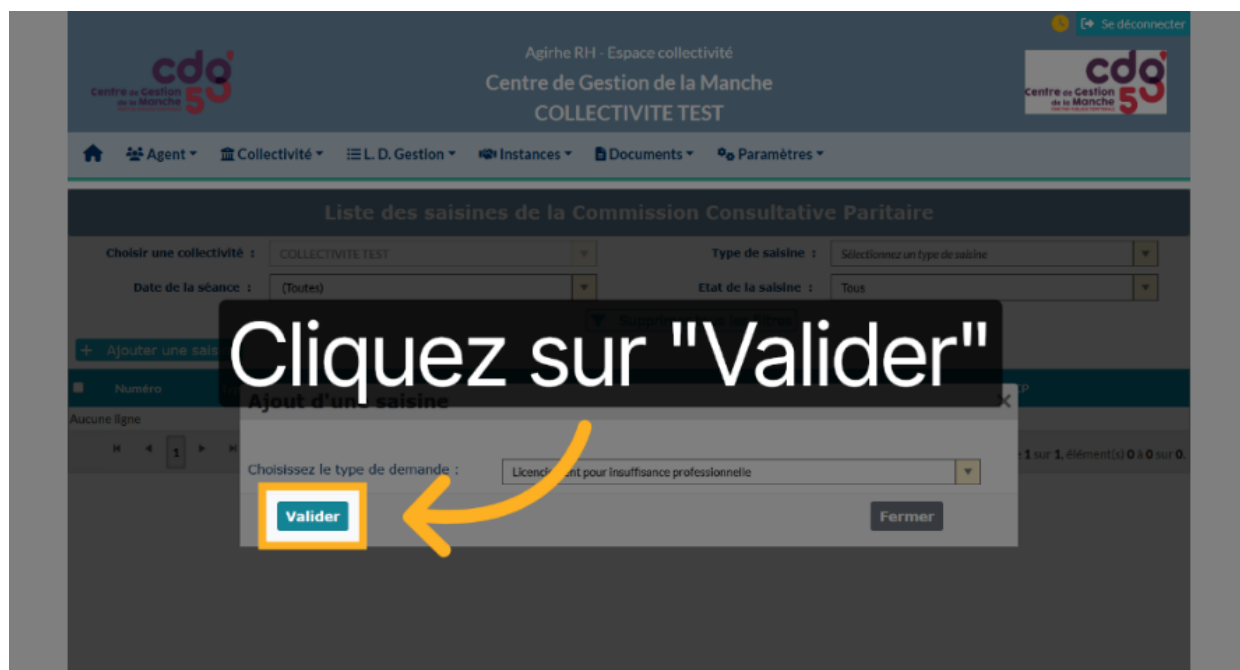 Se déconnecter
Agirhe RH - Espace collectivité
cdg
Centre de Gestion
de la Manche
50
Centre de Gestion de la Manche
COLLECTIVITE TEST
cdg
Centre de Gestion
de la Manche
50
Agent
Collectivité
L. D. Gestion
Instances
Documents
Paramètres
Liste des saisines de la Commission Consultative Paritaire
Choisir une collectivité :
COLLECTIVITE TEST
Type de saisine :
Sélectionnez un type de saisine
Date de la séance :
(Toutes)
Etat de la saisine :
Tous
Cliquez sur "Valider"
+ Ajouter une sais
Numéro
Ajout d'une saisine
Aucune ligne
1
1 sur 1, élément(s) 0 à 0 sur 0.
Choisissez le type de demande :
Licenciement pour insuffisance professionnelle
Valider
Fermer